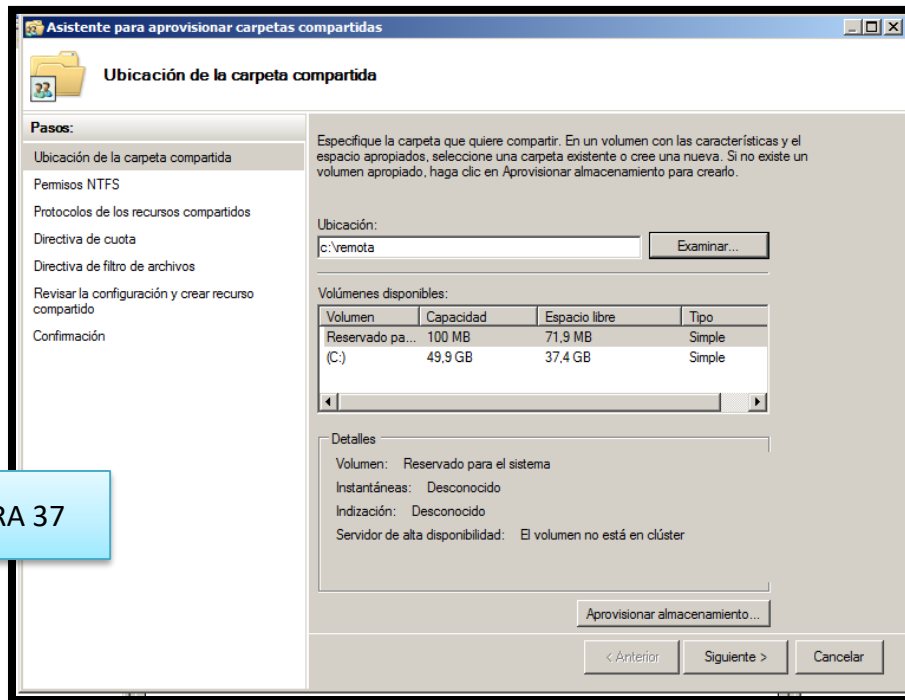 Asistente para aprovisionar carpetas compartidas
Ubicación de la carpeta compartida
Pasos:
Ubicación de la carpeta compartida
Permisos NTFS
Protocolos de los recursos compartidos
Directiva de cuota
Directiva de filtro de archivos
Revisar la configuración y crear recurso
compartido
Confirmación
Especifique la carpeta que quiere compartir. En un volumen con las características y el
espacio apropiados, seleccione una carpeta existente o cree una nueva. Si no existe un
volumen apropiado, haga clic en Aprovisionar almacenamiento para crearlo.
Ubicación:
c:\remota
Examinar...
Volúmenes disponibles:
Volumen Capacidad Espacio libre Tipo
Reservado pa... 100 MB 71,9 MB Simple
(C:) 49,9 GB 37,4 GB Simple
Detalles
Volumen: Reservado para el sistema
Instantáneas: Desconocido
Indización: Desconocido
Servidor de alta disponibilidad: El volumen no está en clúster
Aprovisionar almacenamiento...
< Anterior Siguiente > Cancelar
RA 37